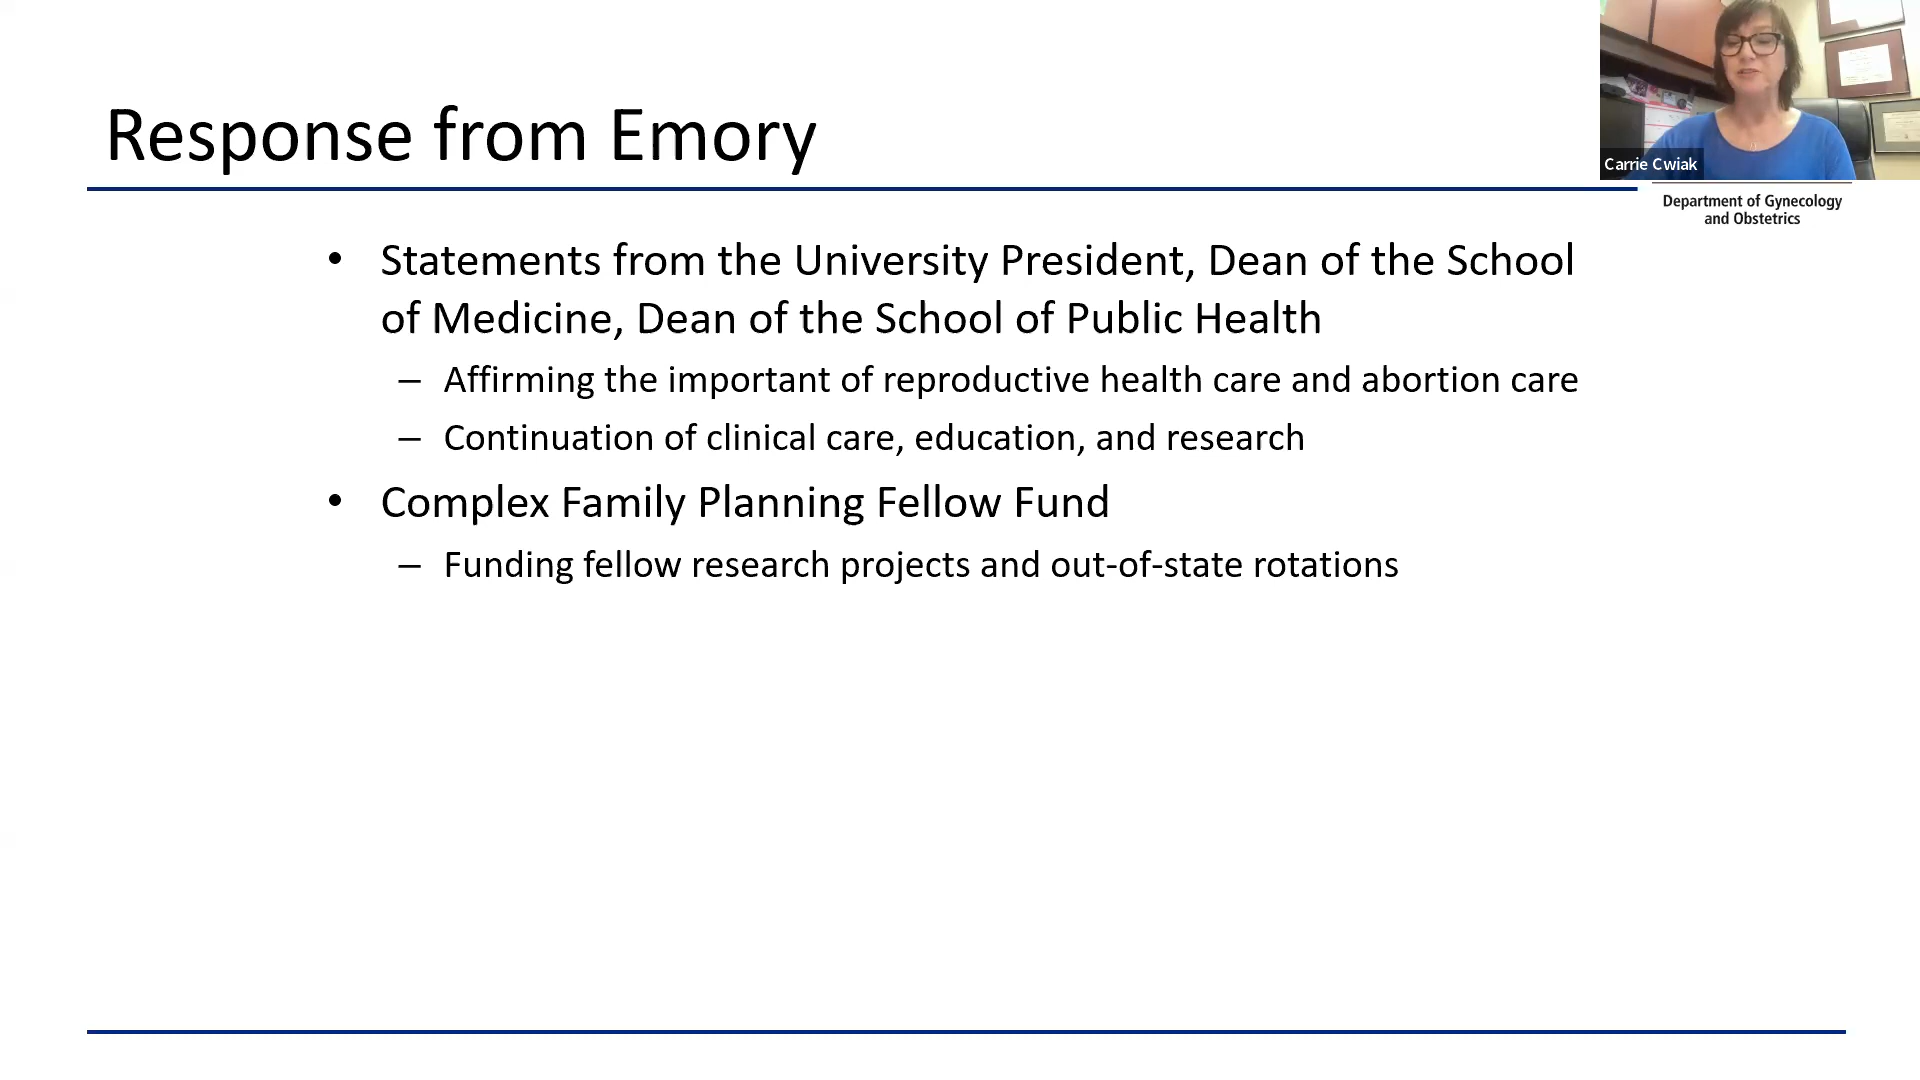 Response from Emory
Carrie Cwiak
Department of Gynecology
and Obstetrics
• Statements from the University President, Dean of the School
of Medicine, Dean of the School of Public Health
– Affirming the important of reproductive health care and abortion care
– Continuation of clinical care, education, and research
• Complex Family Planning Fellow Fund
– Funding fellow research projects and out-of-state rotations